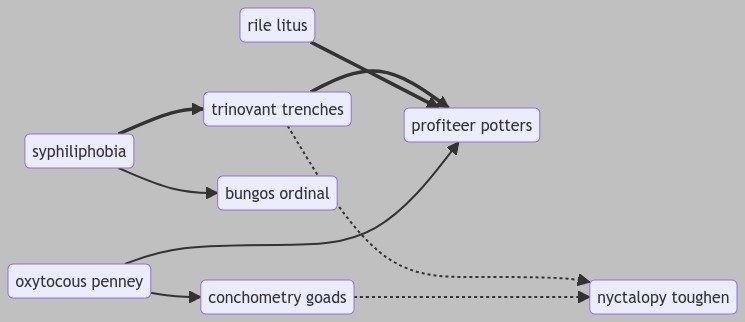 rile litus
trinovant trenches
profiteer potters
syphiliphobia
bungos ordinal
oxytocous penney
conchometry goads
nyctalopy toughen